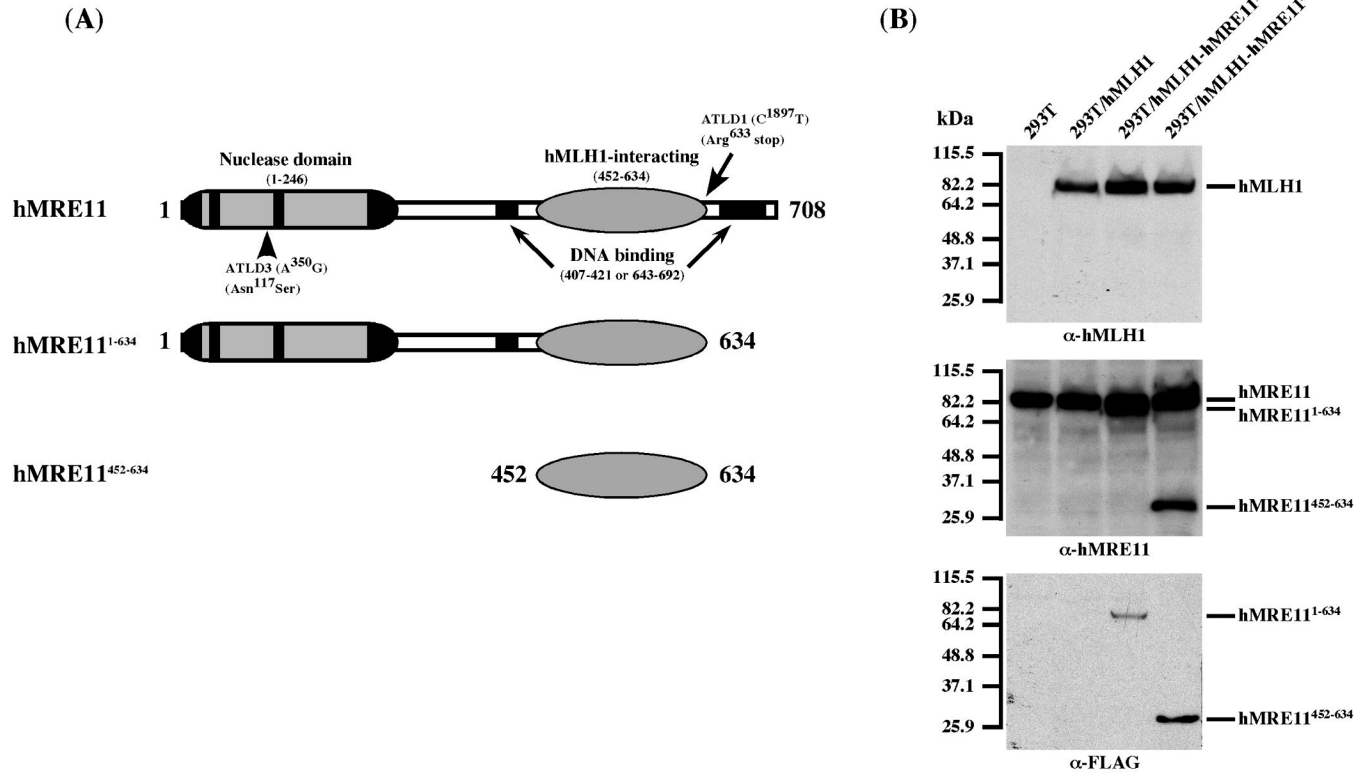 (A)
Nuclease domain
(1-246)
hMLH1-interacting
(452-634)
ATLD1 (C1897T)
(Arg633 stop)
hMRE11
1
708
ATLD3 (A350G)
(Asn117Ser)
DNA binding
(407-421 or 643-692)
hMRE111-634
1
634
hMRE11452-634
452
634
(B)
kDa
293T
293T/hMLH1
293T/hMLH1-hMRE11
293T/hMLH1-hMRE11
115.5
82.2
64.2
48.8
37.1
25.9
hMLH1
α-hMLH1
115.5
82.2
64.2
48.8
37.1
25.9
hMRE11
hMRE111-634
hMRE11452-634
α-hMRE11
115.5
82.2
64.2
48.8
37.1
25.9
hMRE111-634
hMRE11452-634
α-FLAG